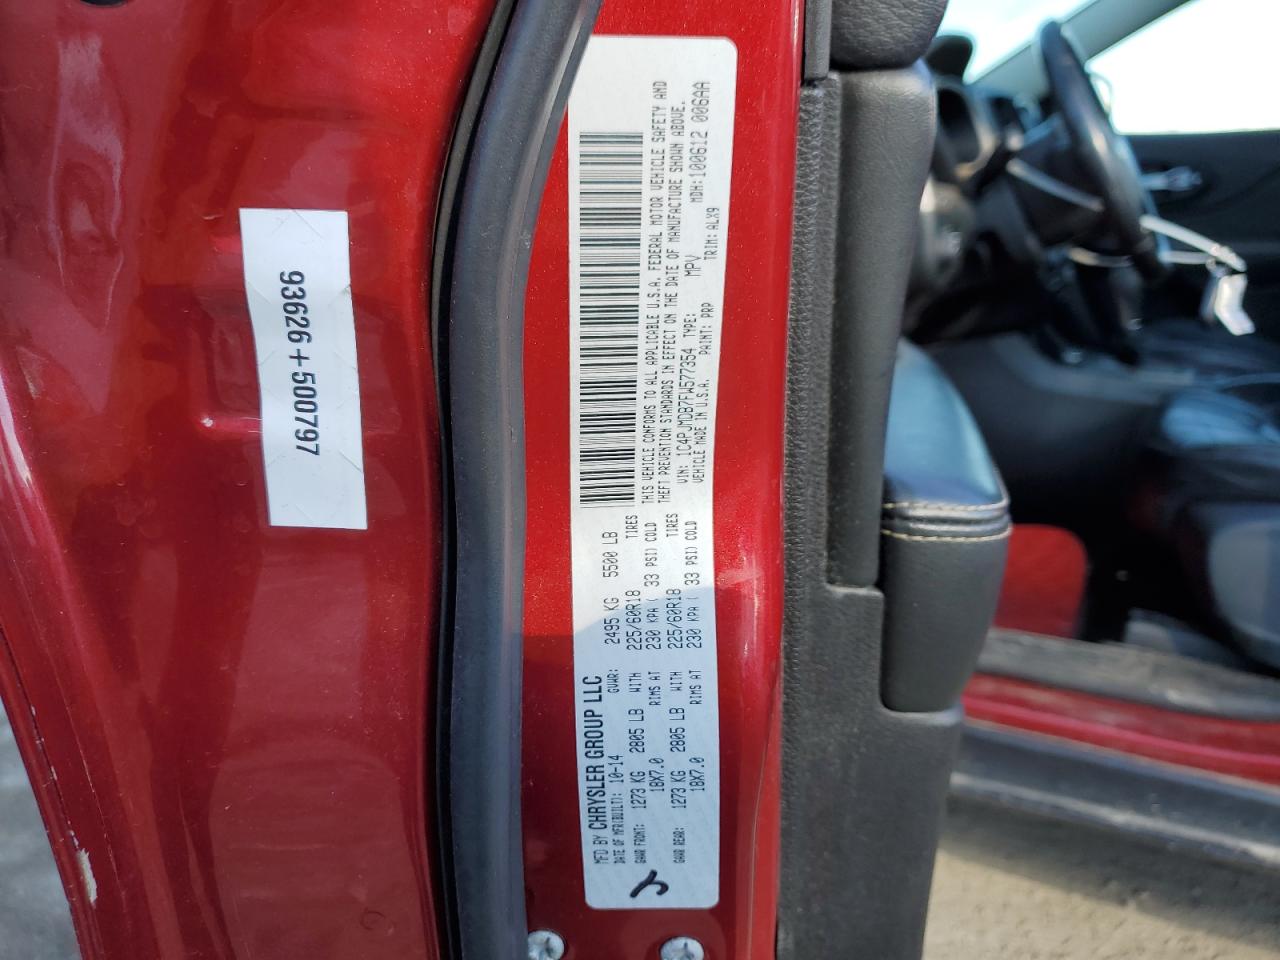 93626+500797
MFD BY CHRYSLER GROUP LLC
DATE OF MFR(BUILT): 10-14 GVWR: 2495 KG 5500 LB
GAWR FRONT: 1273 KG 2805 LB WITH 225/60R18 TIRES
18X7.0 RIMS AT 230 KPA ( 33 PSI) COLD
GAWR REAR: 1273 KG 2805 LB WITH 225/60R18 TIRES
18X7.0 RIMS AT 230 KPA ( 33 PSI) COLD
THIS VEHICLE CONFORMS TO ALL APPLICABLE U.S.A. FEDERAL MOTOR VEHICLE SAFETY AND
THEFT PREVENTION STANDARDS IN EFFECT ON THE DATE OF MANUFACTURE SHOWN ABOVE.
VIN: 1C4PJMDB7FW577354 TYPE: MPV MDH:100612 006AA
VEHICLE MADE IN U.S.A. PAINT: PRP TRIM: ALX9